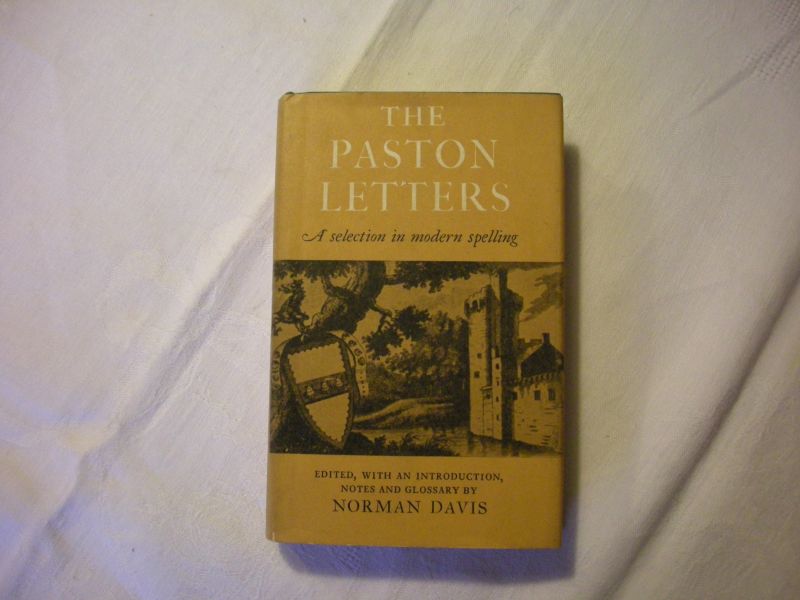 THE
PASTON
LETTERS
A selection in modern spelling
EDITED, WITH AN INTRODUCTION,
NOTES AND GLOSSARY BY
NORMAN DAVIS